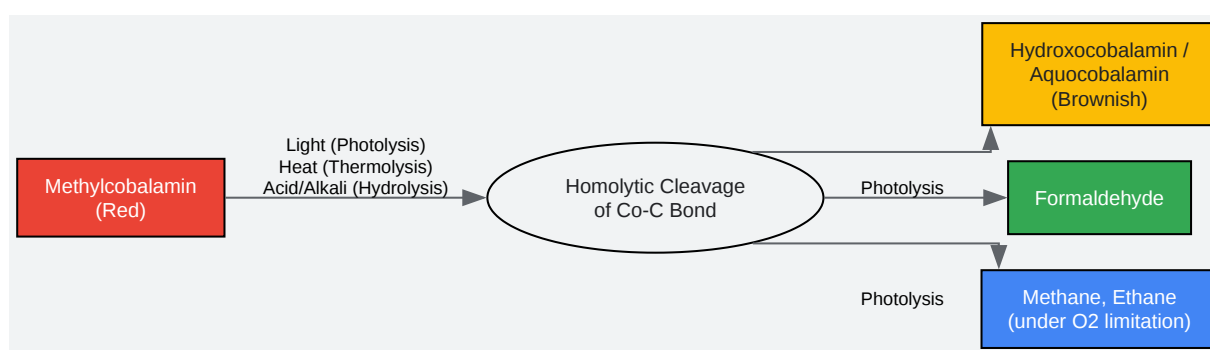 Methylcobalamin
(Red)
Light (Photolysis)
Heat (Thermolysis)
Acid/Alkali (Hydrolysis)
Homolytic Cleavage
of Co-C Bond
Hydroxocobalamin /
Aquocobalamin
(Brownish)
Photolysis
Formaldehyde
Photolysis
Methane, Ethane
(under O2 limitation)